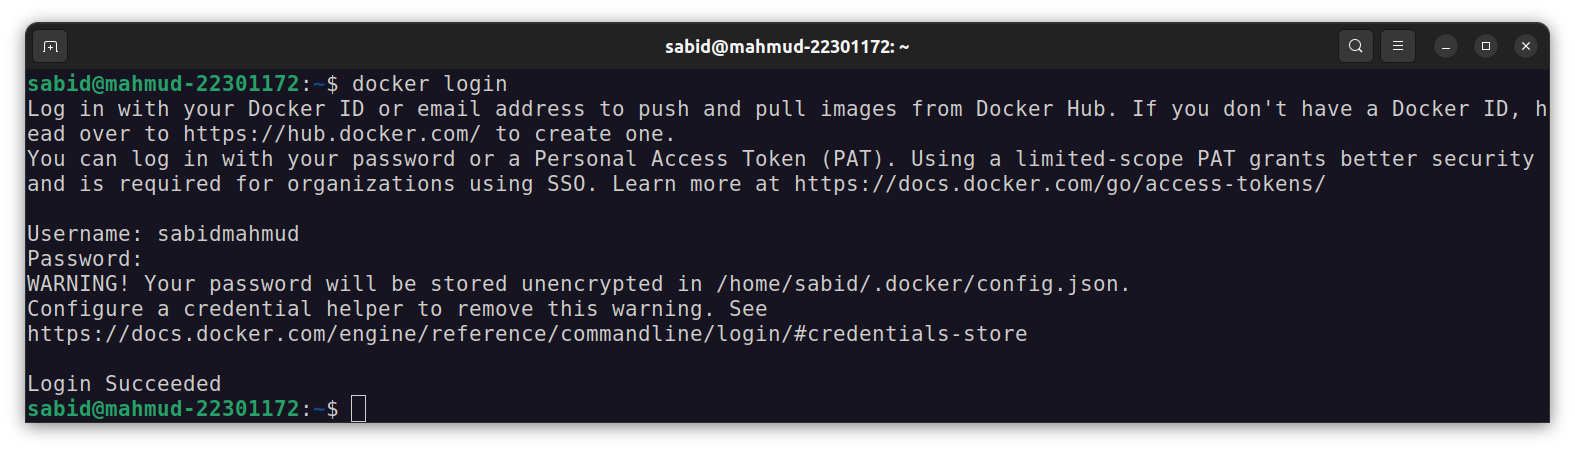 sabid@mahmud-22301172: ~
sabid@mahmud-22301172:~$ docker login
Log in with your Docker ID or email address to push and pull images from Docker Hub. If you don't have a Docker ID, h
ead over to https://hub.docker.com/ to create one.
You can log in with your password or a Personal Access Token (PAT). Using a limited-scope PAT grants better security
and is required for organizations using SSO. Learn more at https://docs.docker.com/go/access-tokens/
Username: sabidmahmud
Password:
WARNING! Your password will be stored unencrypted in /home/sabid/.docker/config.json.
Configure a credential helper to remove this warning. See
https://docs.docker.com/engine/reference/commandline/login/#credentials-store
Login Succeeded
sabid@mahmud-22301172:~$